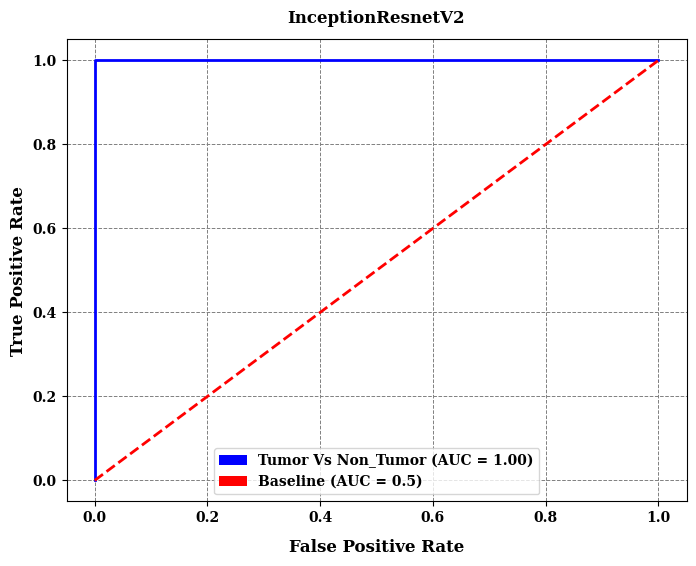 InceptionResnetV2
True Positive Rate
1.0
0.8
0.6
0.4
0.2
0.0
Tumor Vs Non_Tumor (AUC = 1.00)
Baseline (AUC = 0.5)
0.0 0.2 0.4 0.6 0.8 1.0
False Positive Rate